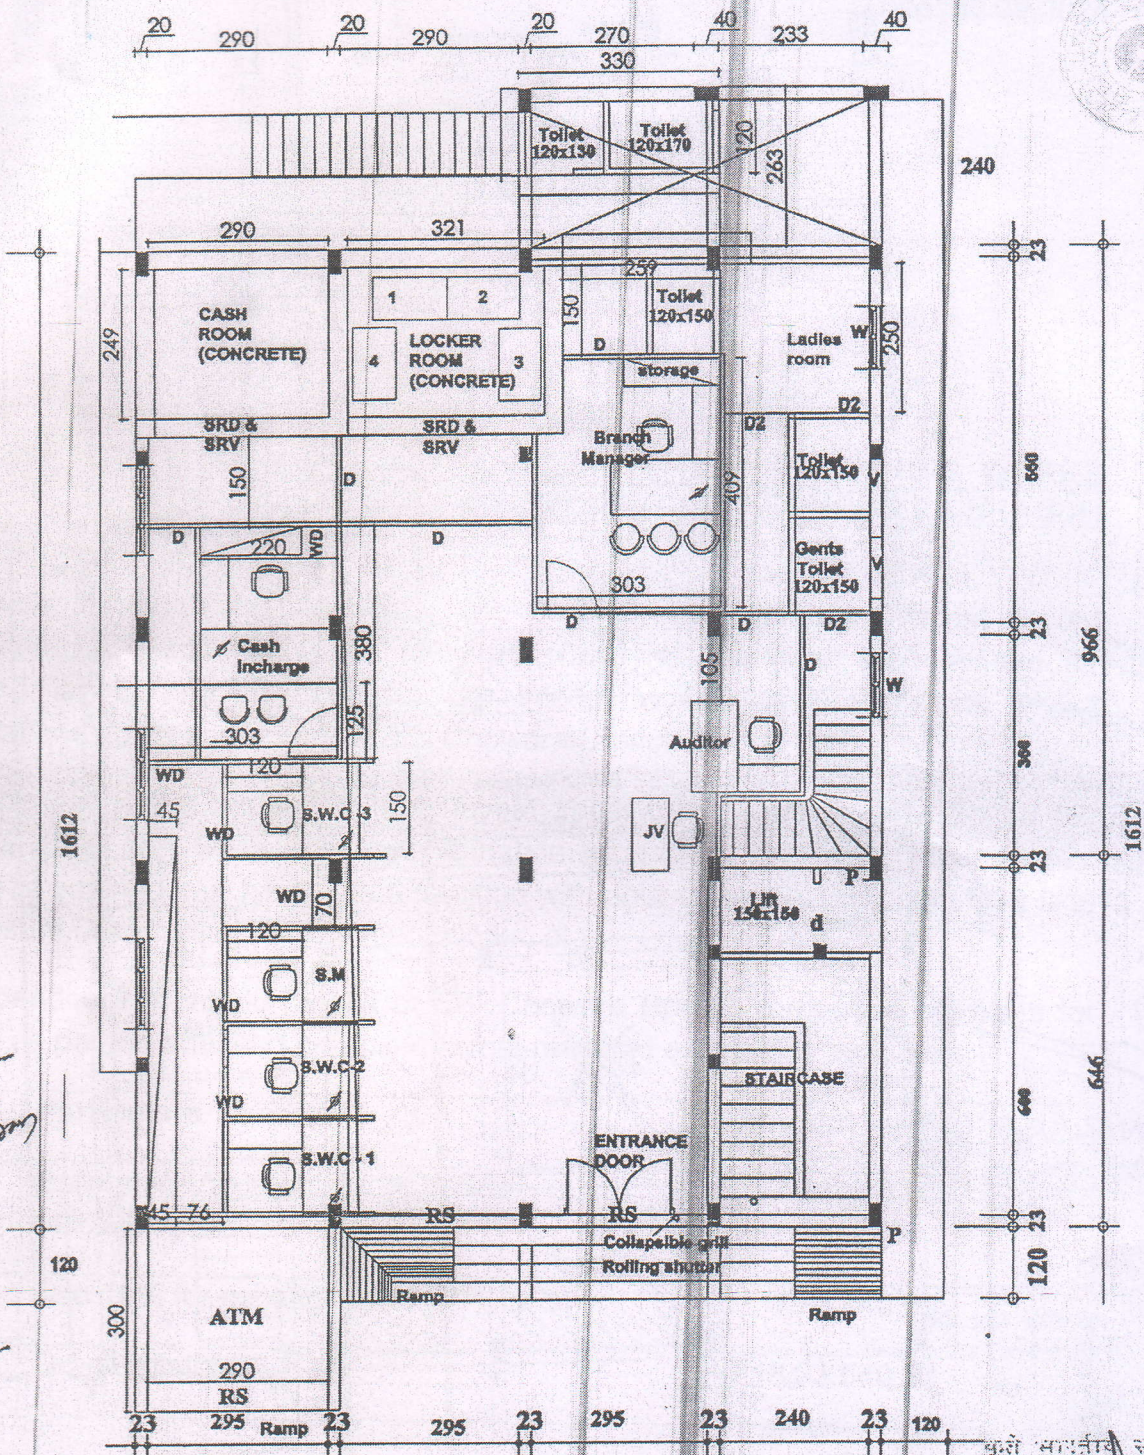 20 20 20 40 40
290 290 270 233
330
Toilet
120x130
Toilet
120x170
120
263
240
290 321
23
259
249
CASH
ROOM
(CONCRETE)
1 2
LOCKER
ROOM
(CONCRETE)
4 3
150
Toilet
120x150
Ladies
room
W
250
D
storage
SRD &
SRV
SRD &
SRV
D2
D2
Branch
Manager
150
D
409
Toilet
120x150
V
560
D
WD
D
220
Gents
Toilet
120x150
V
303
D
D
D2
23
380
Cash
Incharge
105
D
W
966
125
303
Auditor
360
WD
120
45
S.W.C -3
150
WD
JV
1612
1612
23
WD
70
P
Lift
150x150
d
120
S.M
WD
S.W.C-2
STAIRCASE
WD
600
646
ENTRANCE
DOOR
S.W.C - 1
45 76
RS RS
23
P
Collapsible grill
Rolling shutter
120
120
Ramp
Ramp
300
ATM
290
RS
Ramp
23 295 23 295 23 295 23 240 23 120